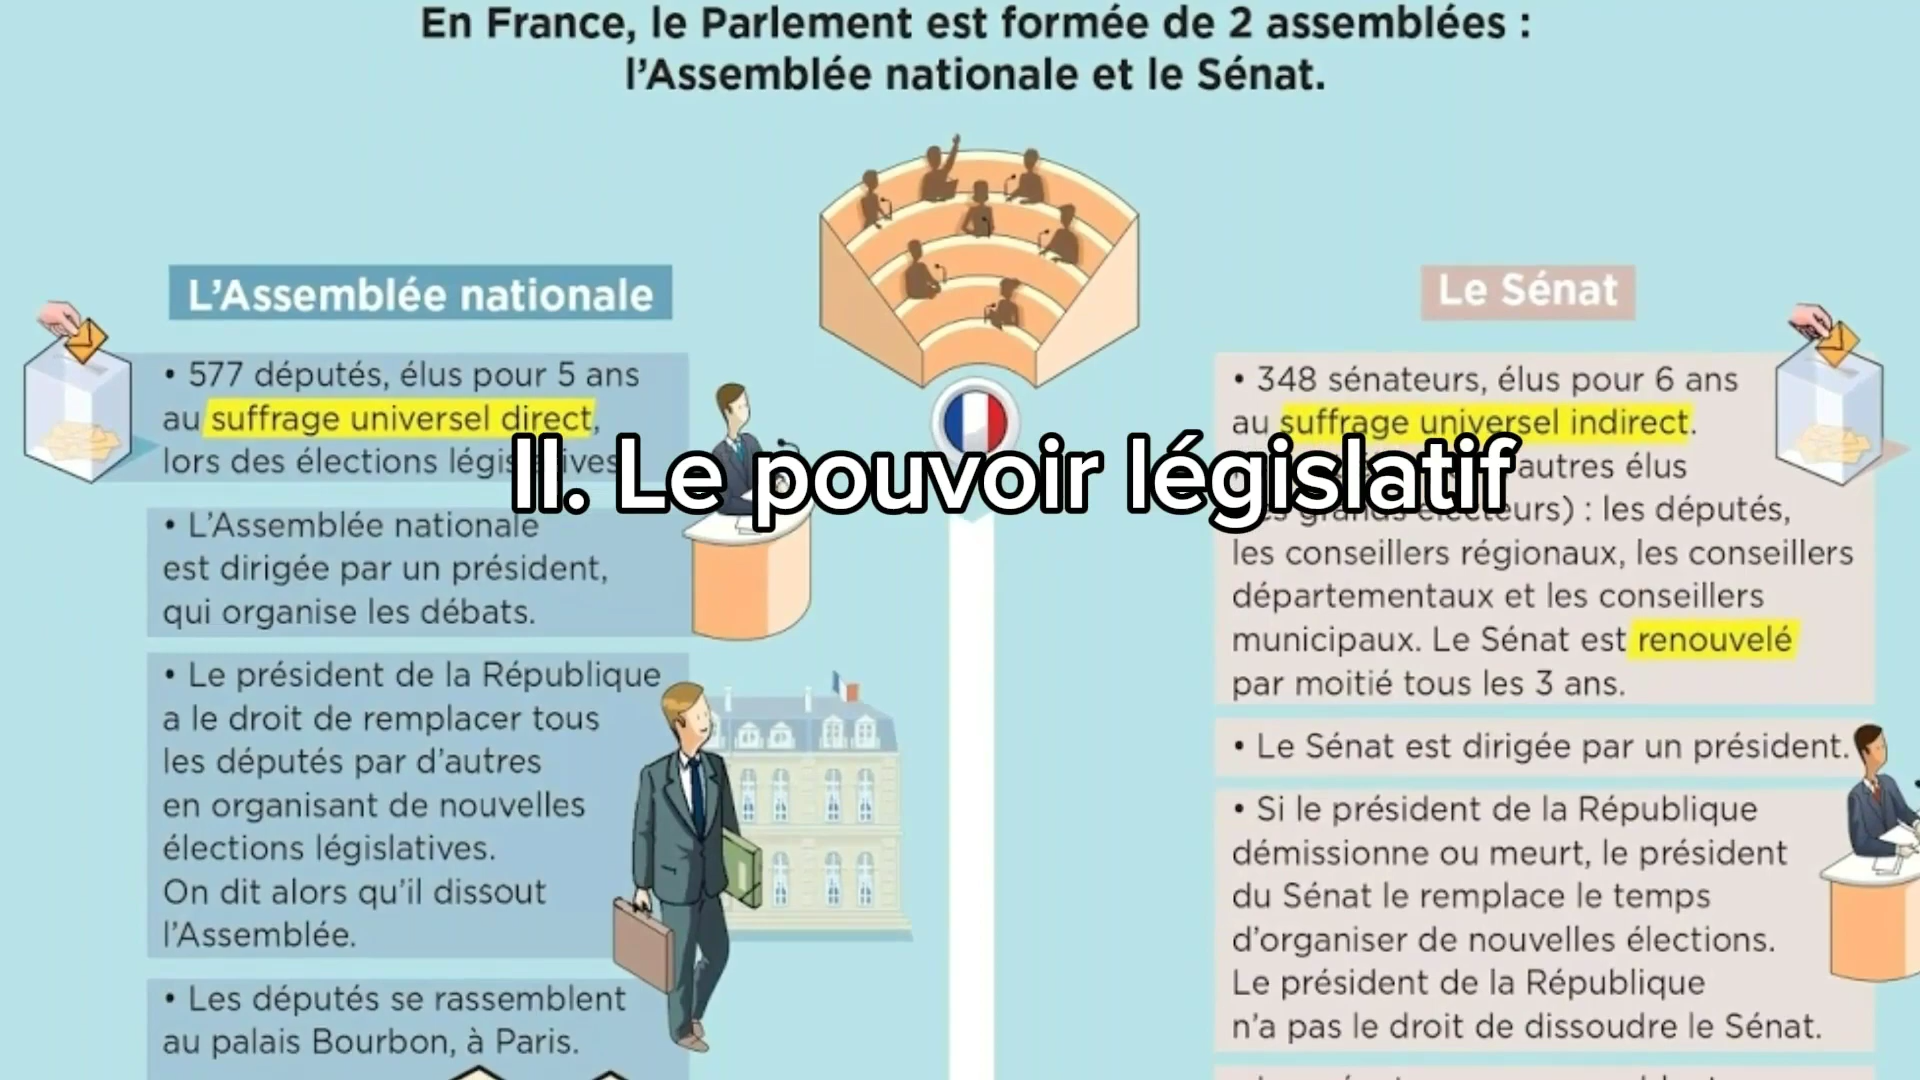 En France, le Parlement est formée de 2 assemblées :
l'Assemblée nationale et le Sénat.
L'Assemblée nationale
• 577 députés, élus pour 5 ans
au suffrage universel direct,
lors des élections législatives
• L'Assemblée nationale
est dirigée par un président,
qui organise les débats.
• Le président de la République
a le droit de remplacer tous
les députés par d'autres
en organisant de nouvelles
élections législatives.
On dit alors qu'il dissout
l'Assemblée.
• Les députés se rassemblent
au palais Bourbon, à Paris.
II. Le pouvoir législatif
Le Sénat
• 348 sénateurs, élus pour 6 ans
au suffrage universel indirect.
autres élus
grands électeurs) : les députés,
les conseillers régionaux, les conseillers
départementaux et les conseillers
municipaux. Le Sénat est renouvelé
par moitié tous les 3 ans.
• Le Sénat est dirigée par un président.
• Si le président de la République
démissionne ou meurt, le président
du Sénat le remplace le temps
d'organiser de nouvelles élections.
Le président de la République
n'a pas le droit de dissoudre le Sénat.